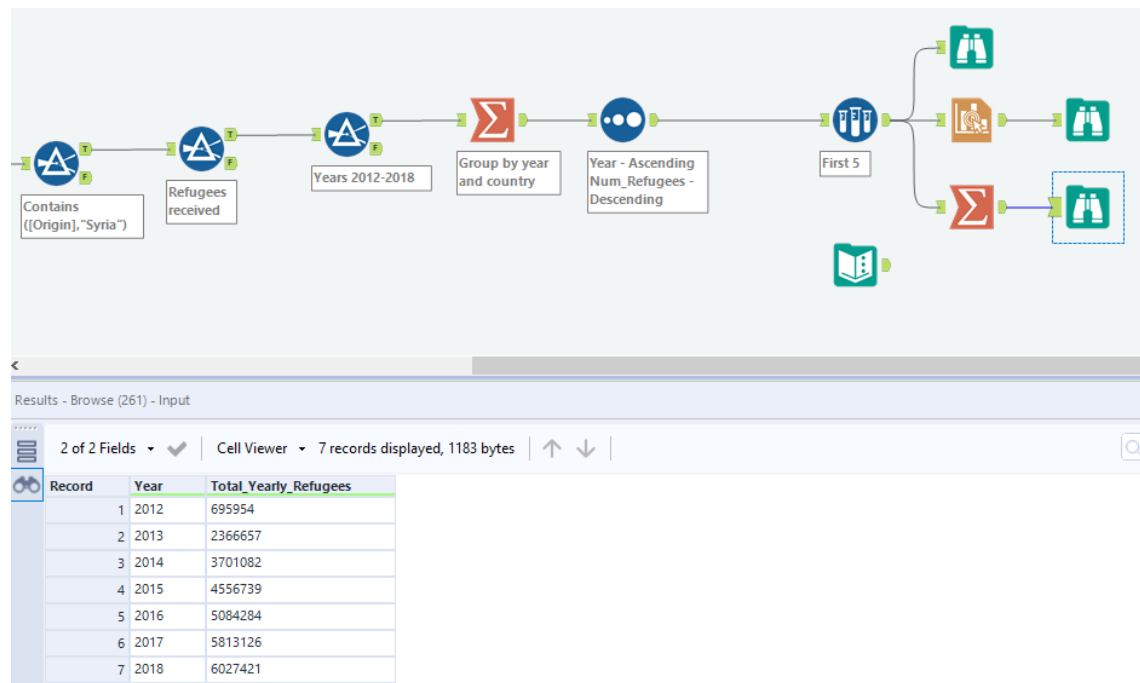 T
F
Contains
([Origin],"Syria")
T
F
Refugees
received
T
F
Years 2012-2018
Group by year
and country
Year - Ascending
Num_Refugees -
Descending
First 5
Results - Browse (261) - Input
2 of 2 Fields Cell Viewer 7 records displayed, 1183 bytes
Record Year Total_Yearly_Refugees
1 2012 695954
2 2013 2366657
3 2014 3701082
4 2015 4556739
5 2016 5084284
6 2017 5813126
7 2018 6027421